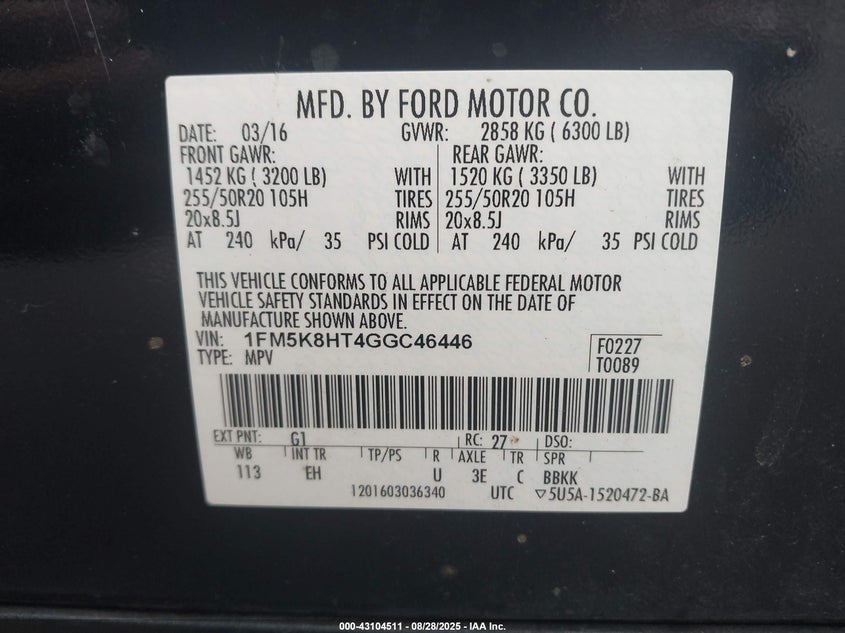 MFD. BY FORD MOTOR CO.
DATE: 03/16 GVWR: 2858 KG ( 6300 LB)
FRONT GAWR: REAR GAWR:
1452 KG ( 3200 LB) WITH 1520 KG ( 3350 LB) WITH
255/50R20 105H TIRES 255/50R20 105H TIRES
20x8.5J RIMS 20x8.5J RIMS
AT 240 kPa/ 35 PSI COLD AT 240 kPa/ 35 PSI COLD
THIS VEHICLE CONFORMS TO ALL APPLICABLE FEDERAL MOTOR
VEHICLE SAFETY STANDARDS IN EFFECT ON THE DATE OF
MANUFACTURE SHOWN ABOVE.
VIN: 1FM5K8HT4GGC46446 F0227
TYPE: MPV T0089
EXT PNT: G1 RC: 27 DSO:
WB INT TR TP/PS R AXLE TR SPR
113 EH U 3E C BBKK
1201603036340 UTC ▽5U5A-1520472-BA
000-43104511 - 08/28/2025 - IAA Inc.